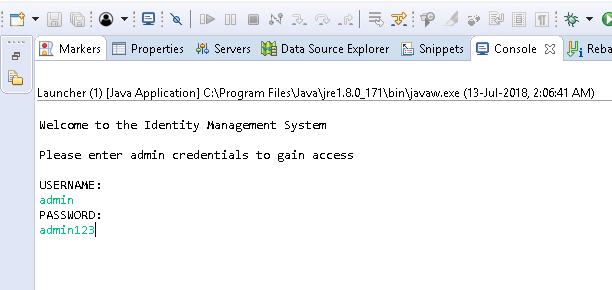 Markers Properties Servers Data Source Explorer Snippets Console Reba
Launcher (1) [Java Application] C:\Program Files\Java\jre1.8.0_171\bin\javaw.exe (13-Jul-2018, 2:06:41 AM)
Welcome to the Identity Management System
Please enter admin credentials to gain access
USERNAME:
admin
PASSWORD:
admin123